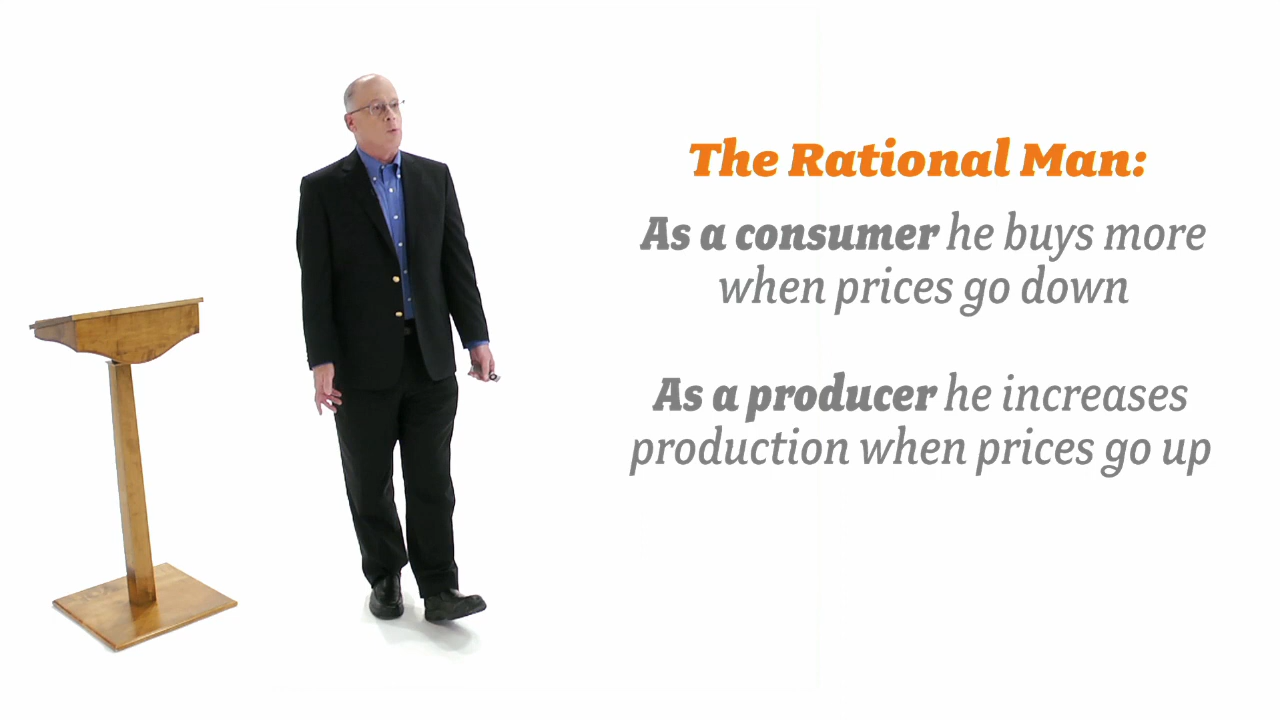 The Rational Man:
As a consumer he buys more
when prices go down
As a producer he increases
production when prices go up